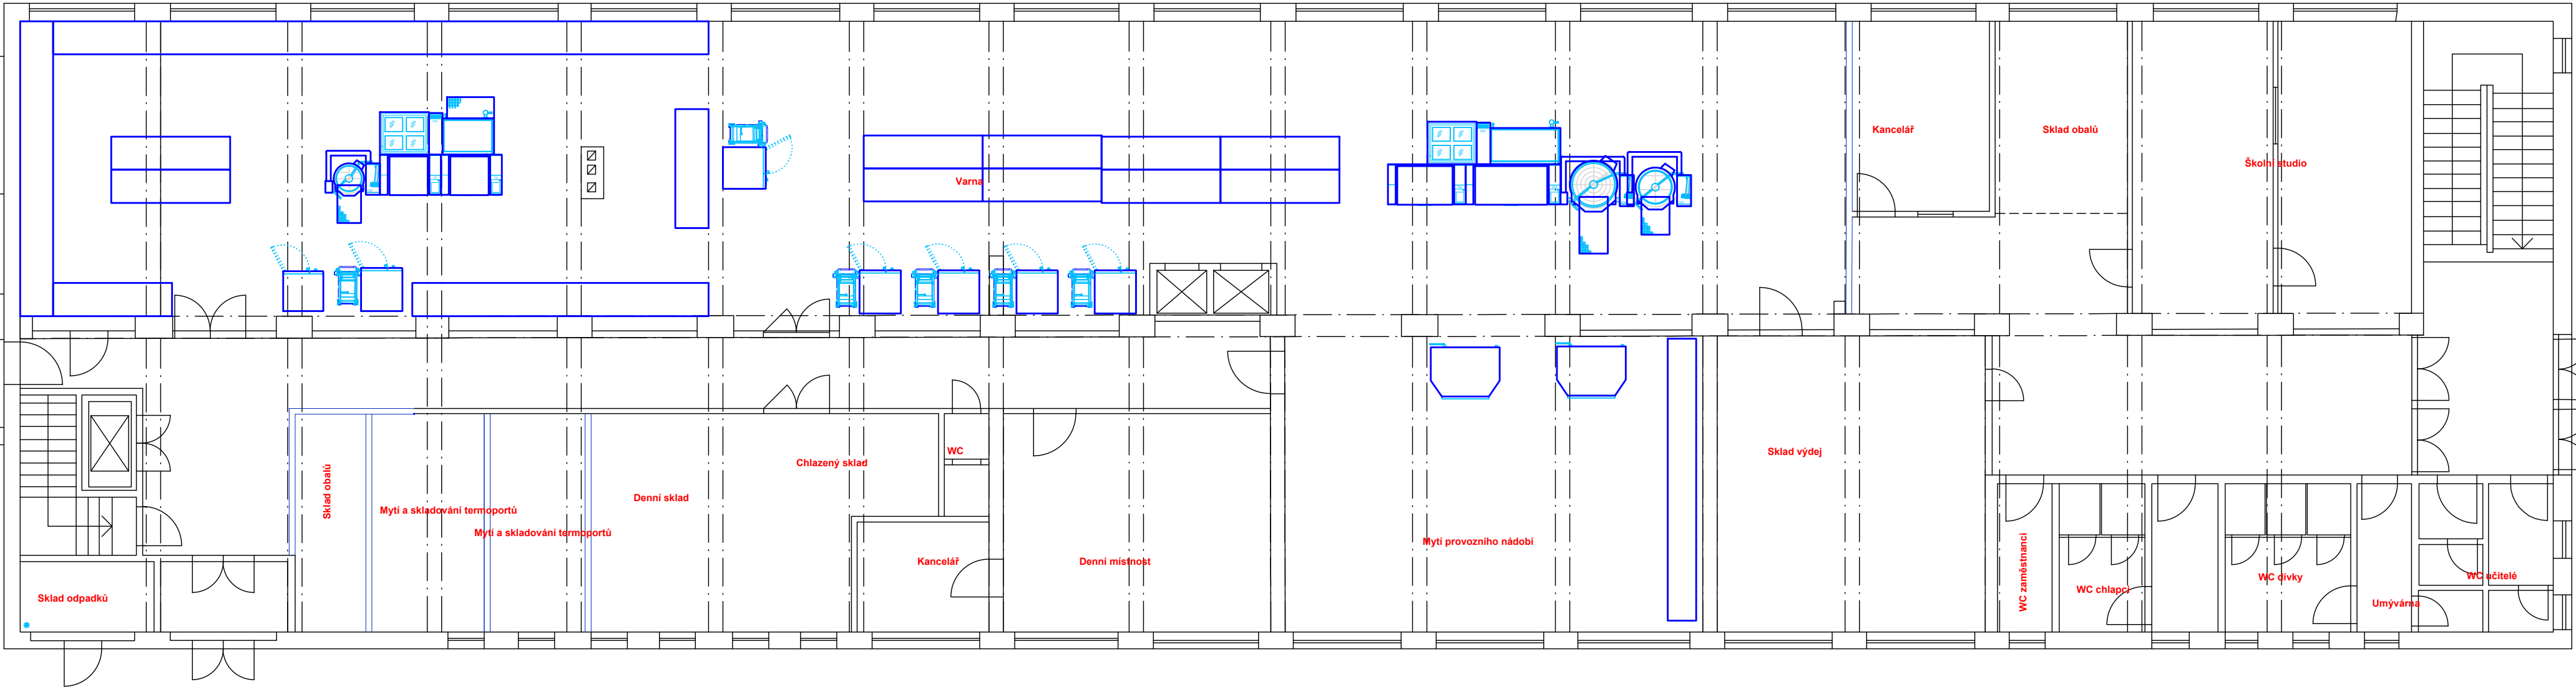 Kancelář
Sklad obalů
Školní studio
Varna
WC
Chlazený sklad
Sklad výdej
Sklad obalů
Denní sklad
Mytí a skladování termoportů
Mytí a skladování termoportů
Mytí provozního nádobí
Kancelář
Denní místnost
WC zaměstnanci
WC chlapci
WC dívky
WC učitelé
Sklad odpadků
Umývárna